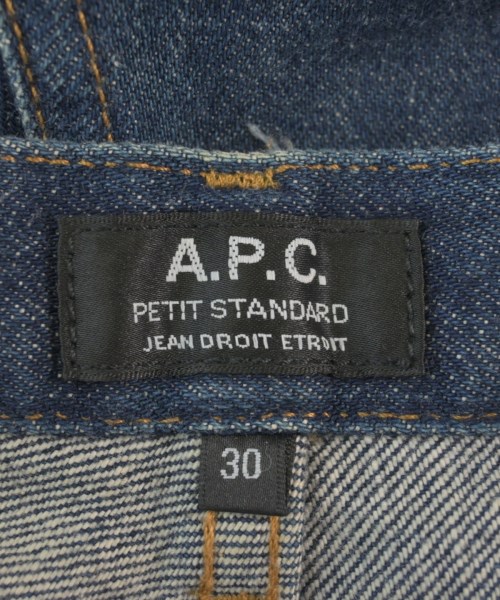 A.P.C.
PETIT STANDARD
JEAN DROIT ETROIT
30